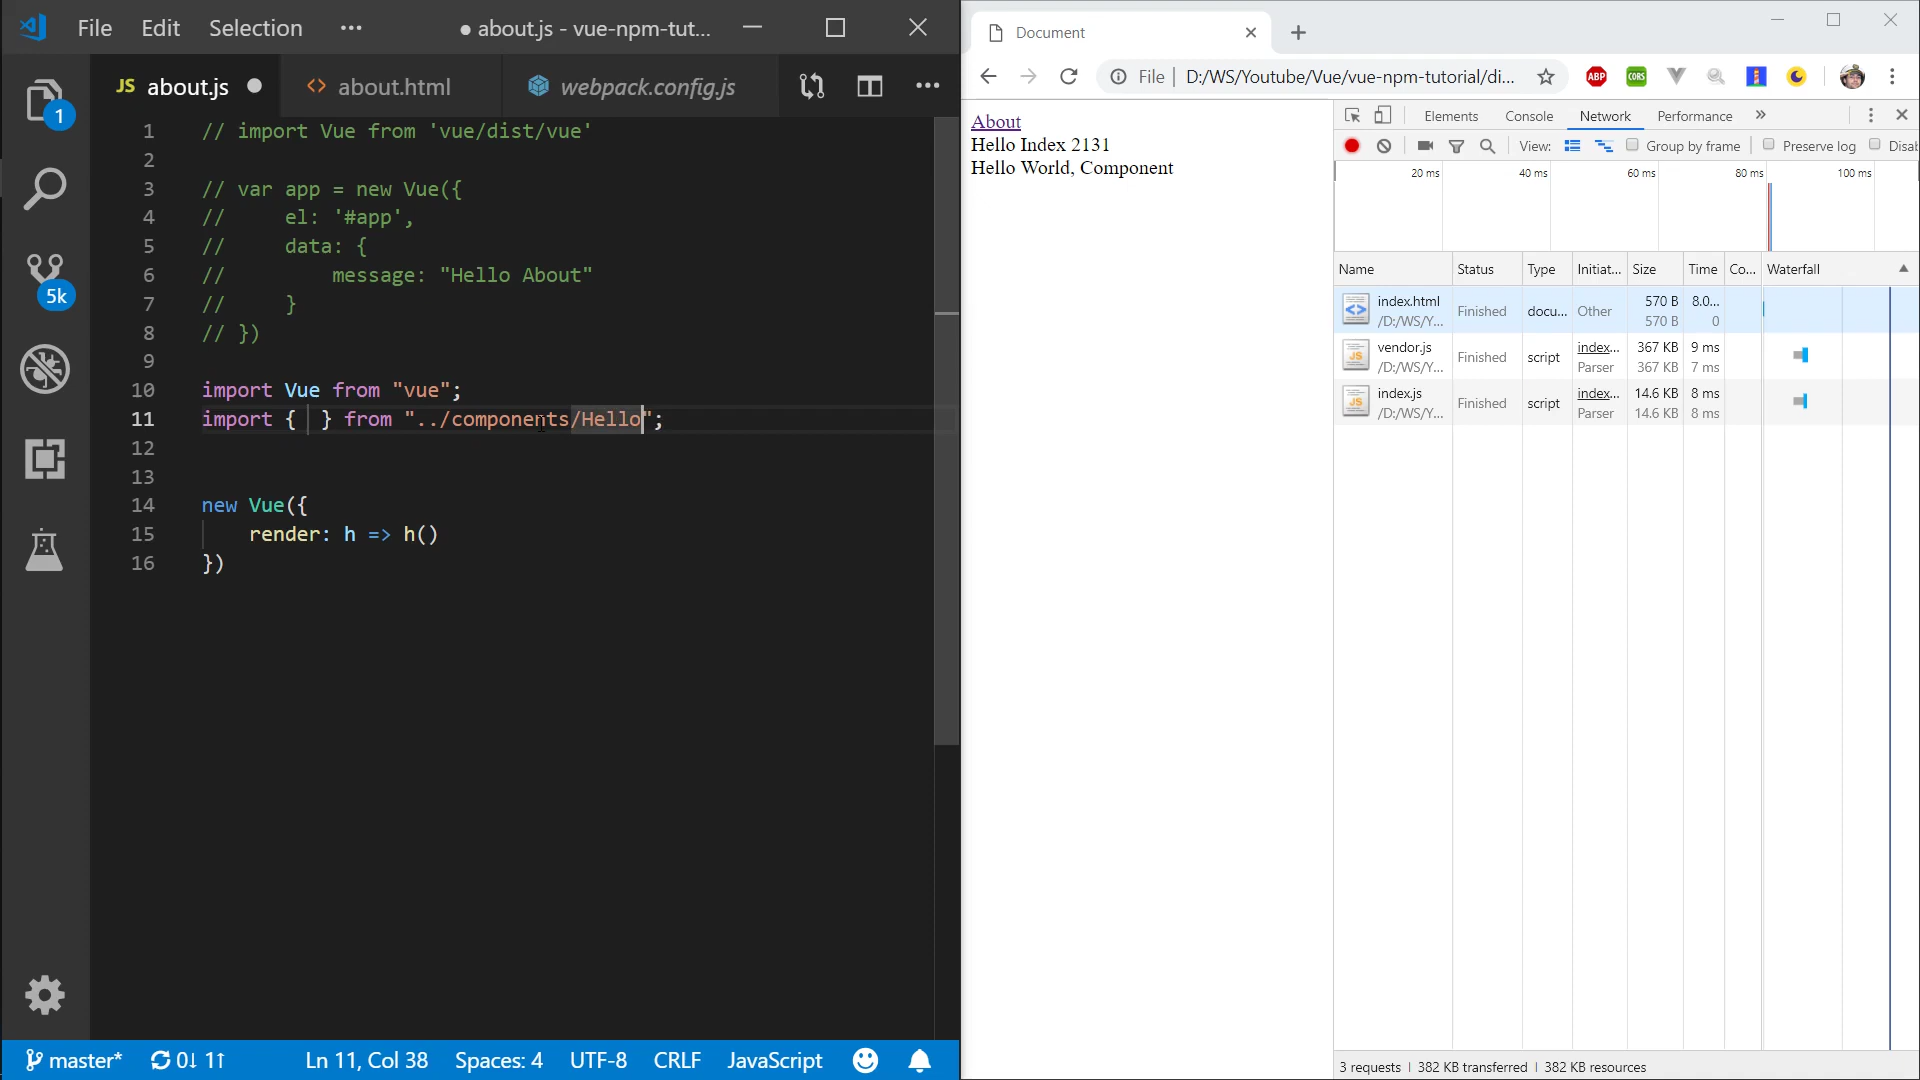 File Edit Selection ··· ● about.js - vue-npm-tut...
JS about.js ● <> about.html webpack.config.js
1 // import Vue from 'vue/dist/vue'
2
3 // var app = new Vue({
4 //     el: '#app',
5 //     data: {
6 //         message: "Hello About"
7 //     }
8 // })
9
10 import Vue from "vue";
11 import {  } from "../components/Hello";
12
13
14 new Vue({
15     render: h => h()
16 })
1
5k
master* 0↓ 1↑ Ln 11, Col 38 Spaces: 4 UTF-8 CRLF JavaScript
Document
File | D:/WS/Youtube/Vue/vue-npm-tutorial/di...
ABP CORS
About
Hello Index 2131
Hello World, Component
Elements Console Network Performance »
View: Group by frame Preserve log Disab
20 ms 40 ms 60 ms 80 ms 100 ms
Name Status Type Initiat... Size Time Co... Waterfall
index.html Finished docu... Other 570 B 8.0...
/D:/WS/Y... 570 B 0
vendor.js Finished script index... 367 KB 9 ms
/D:/WS/Y... Parser 367 KB 7 ms
index.js Finished script index... 14.6 KB 8 ms
/D:/WS/Y... Parser 14.6 KB 8 ms
3 requests | 382 KB transferred | 382 KB resources